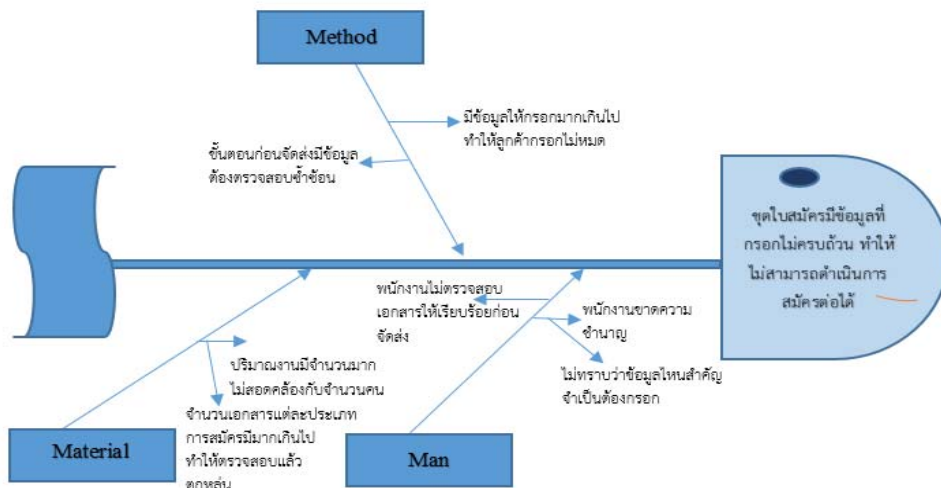 Method
มีข้อมูลให้กรอกมากเกินไป
ทำให้ลูกค้ากรอกไม่หมด
ขั้นตอนก่อนจัดส่งมีข้อมูล
ต้องตรวจสอบซ้ำซ้อน
ชุดใบสมัครมีข้อมูลที่
กรอกไม่ครบถ้วน ทำให้
ไม่สามารถดำเนินการ
สมัครต่อได้
พนักงานไม่ตรวจสอบ
เอกสารให้เรียบร้อยก่อน
จัดส่ง
พนักงานขาดความ
ชำนาญ
ไม่ทราบว่าข้อมูลไหนสำคัญ
จำเป็นต้องกรอก
ปริมาณงานมีจำนวนมาก
ไม่สอดคล้องกับจำนวนคน
จำนวนเอกสารแต่ละประเภท
การสมัครมีมากเกินไป
ทำให้ตรวจสอบแล้ว
ตกหล่น
Material
Man